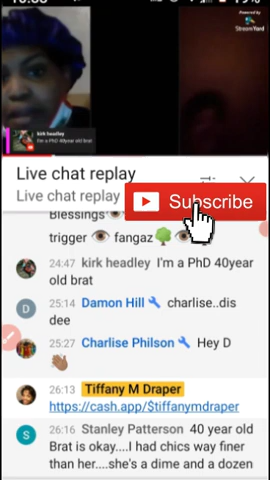 Powered by
StreamYard
kirk headley
I'm a PhD 40year old brat
Live chat replay
Live chat replay
Subscribe
Blessings
trigger 👁 fangaz🌳👁
24:47 kirk headley I'm a PhD 40year
old brat
D 25:14 Damon Hill charlise..dis
dee
25:27 Charlise Philson Hey D
👋🏽
26:13 Tiffany M Draper
https://cash.app/$tiffanymdraper
S 26:16 Stanley Patterson 40 year old
Brat is okay....I had chics way finer
than her....she's a dime and a dozen